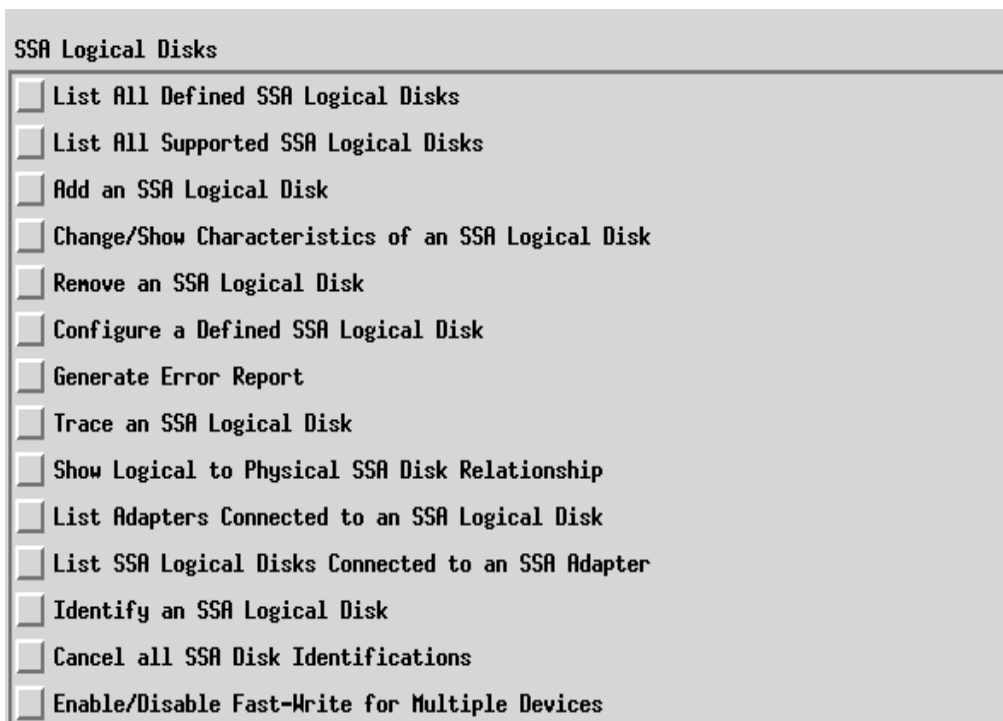 SSA Logical Disks
List All Defined SSA Logical Disks
List All Supported SSA Logical Disks
Add an SSA Logical Disk
Change/Show Characteristics of an SSA Logical Disk
Remove an SSA Logical Disk
Configure a Defined SSA Logical Disk
Generate Error Report
Trace an SSA Logical Disk
Show Logical to Physical SSA Disk Relationship
List Adapters Connected to an SSA Logical Disk
List SSA Logical Disks Connected to an SSA Adapter
Identify an SSA Logical Disk
Cancel all SSA Disk Identifications
Enable/Disable Fast-Write for Multiple Devices